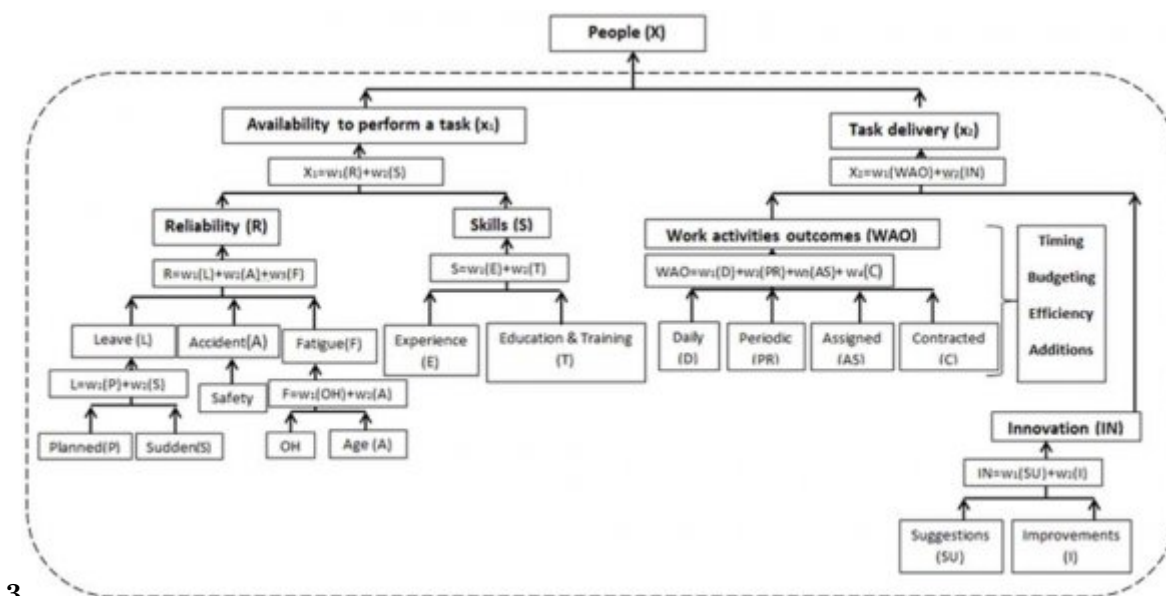 People (X)
Availability to perform a task (x₁)
Task delivery (x₂)
X₁=w₁(R)+w₂(S)
X₂=w₁(WAO)+w₂(IN)
Reliability (R)
Skills (S)
Work activities outcomes (WAO)
R=w₁(L)+w₂(A)+w₃(F)
S=w₁(E)+w₂(T)
WAO=w₁(D)+w₂(PR)+w₃(AS)+w₄(C)
Timing
Budgeting
Efficiency
Additions
Leave (L)
Accident(A)
Fatigue(F)
Experience
(E)
Education & Training
(T)
Daily
(D)
Periodic
(PR)
Assigned
(AS)
Contracted
(C)
L=w₁(P)+w₂(S)
Safety
F=w₁(OH)+w₂(A)
Planned(P)
Sudden(S)
OH
Age (A)
Innovation (IN)
IN=w₁(SU)+w₂(I)
Suggestions
(SU)
Improvements
(I)
3